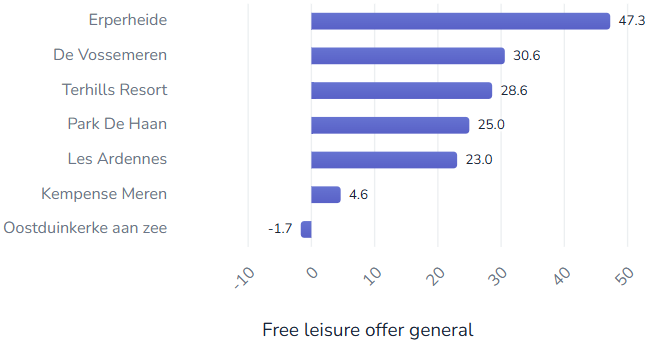 Erperheide 47.3
De Vossemeren 30.6
Terhills Resort 28.6
Park De Haan 25.0
Les Ardennes 23.0
Kempense Meren 4.6
Oostduinkerke aan zee -1.7
-10 0 10 20 30 40 50
Free leisure offer general